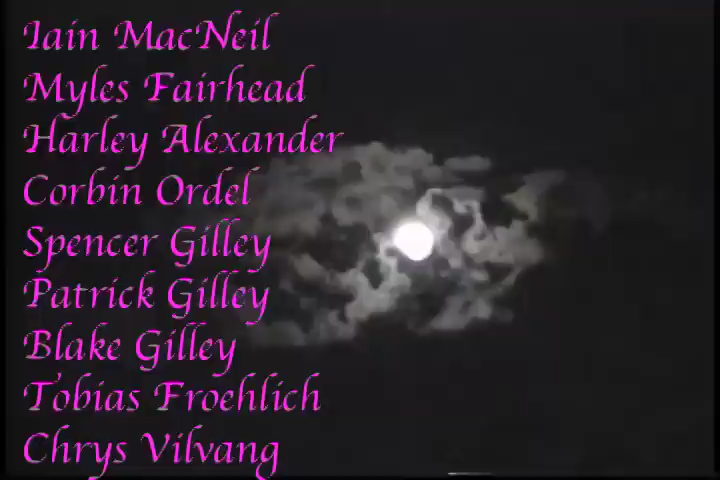 Iain MacNeil
Myles Fairhead
Harley Alexander
Corbin Ordel
Spencer Gilley
Patrick Gilley
Blake Gilley
Tobias Froehlich
Chrys Vilvang